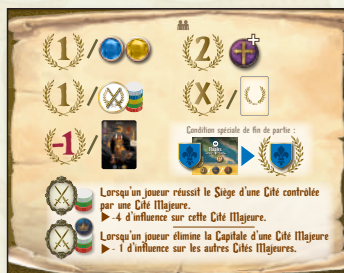 1 /
2 +
1 /
X /
-1 /
Condition spéciale de fin de partie :
Lorsqu'un joueur réussit le Siège d'une Cité contrôlée
par une Cité Majeure.
▶ -4 d'influence sur cette Cité Majeure.
Lorsqu'un joueur élimine la Capitale d'une Cité Majeure
▶ - 1 d'influence sur les autres Cités Majeures.